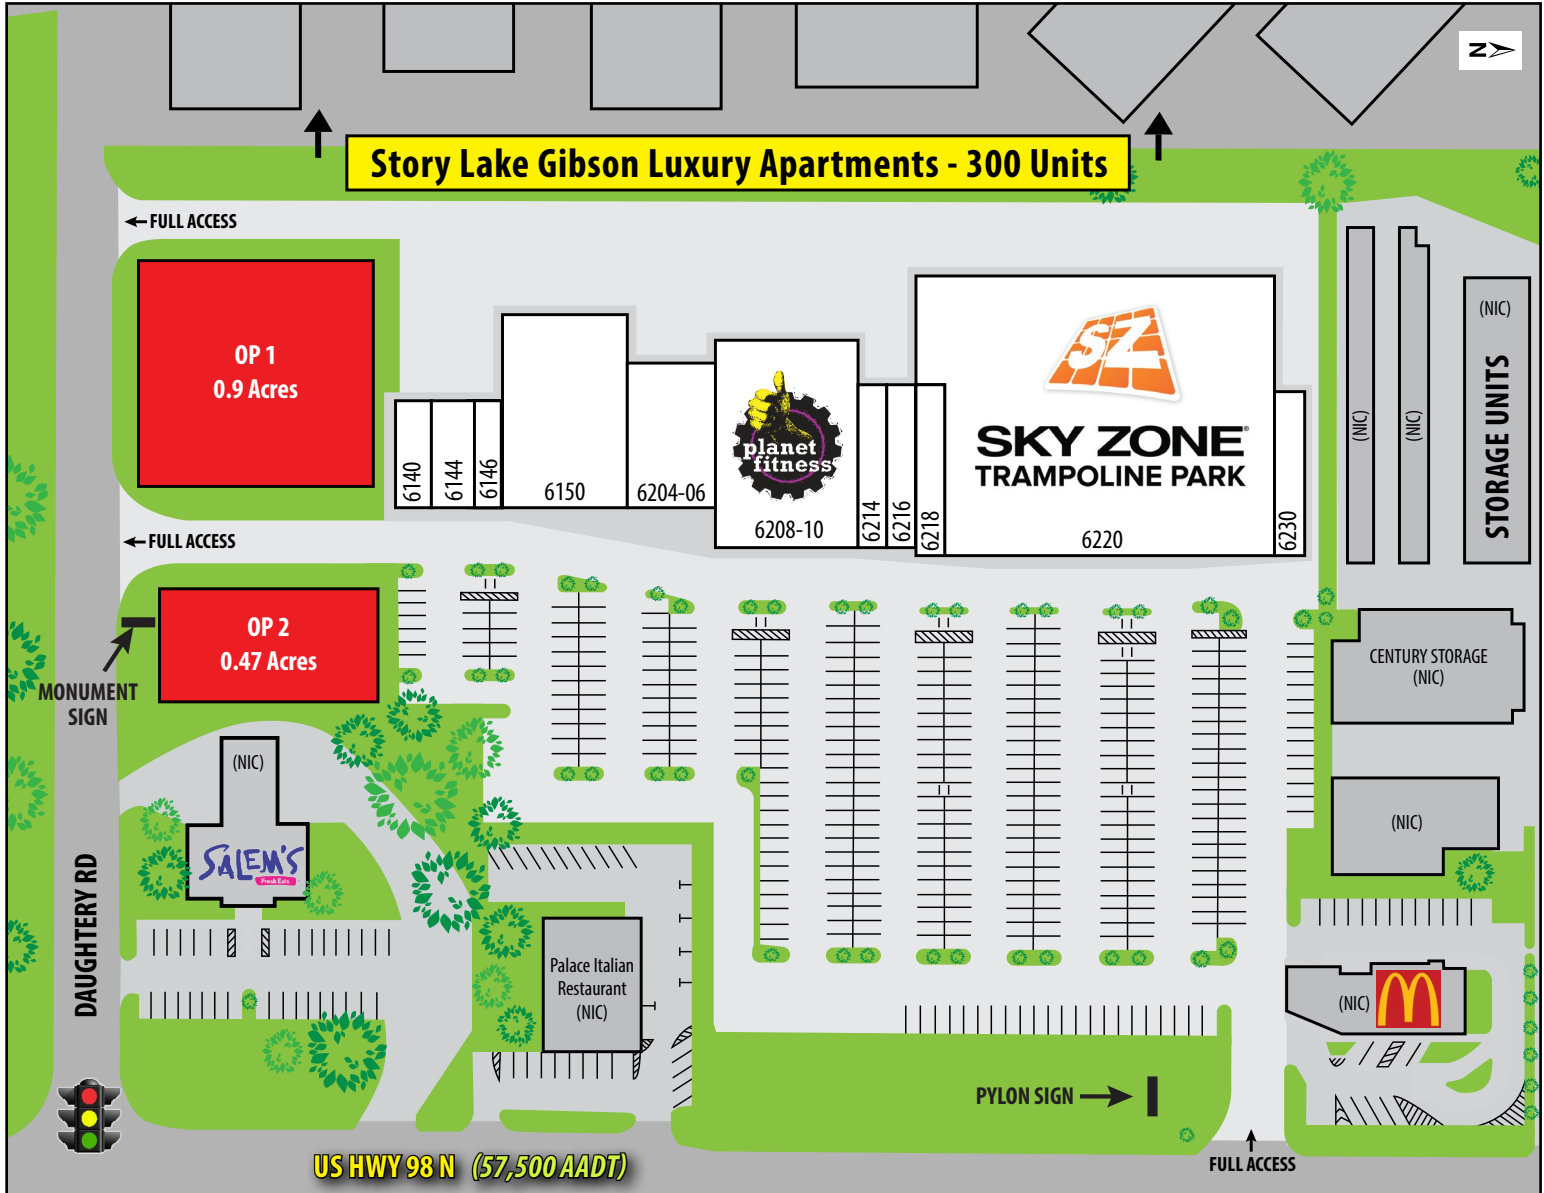 N
Story Lake Gibson Luxury Apartments - 300 Units
FULL ACCESS
OP 1
0.9 Acres
(NIC)
STORAGE UNITS
(NIC)
(NIC)
SZ
SKY ZONE
TRAMPOLINE PARK
planet
fitness
6140
6144
6146
6150
6204-06
6208-10
6214
6216
6218
6220
6230
FULL ACCESS
OP 2
0.47 Acres
MONUMENT
SIGN
CENTURY STORAGE
(NIC)
(NIC)
(NIC)
SALEM'S
Fresh Eats
DAUGHTERY RD
Palace Italian
Restaurant
(NIC)
(NIC)
M
PYLON SIGN
US HWY 98 N (57,500 AADT)
FULL ACCESS